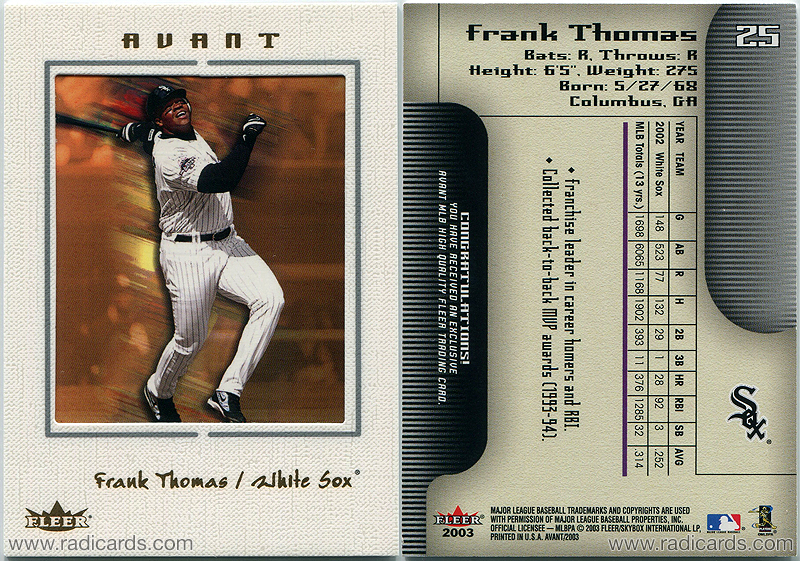 AVANT
Frank Thomas / White Sox
FLEER
www.radicards.com
Frank Thomas
25
Bats: R, Throws: R
Height: 6'5", Weight: 275
Born: 5/27/68
Columbus, GA
YEAR TEAM G AB R H 2B 3B HR RBI SB AVG
2002 White Sox 148 523 77 132 29 1 28 92 3 .252
MLB Totals (13 yrs.) 1698 6065 1168 1902 393 11 376 1285 32 .314
• Franchise leader in career homers and RBI.
• Collected back-to-back MVP awards (1993-94).
CONGRATULATIONS!
YOU HAVE RECEIVED AN EXCLUSIVE
AVANT MLB HIGH QUALITY FLEER TRADING CARD.
Sox
FLEER
2003
MAJOR LEAGUE BASEBALL TRADEMARKS AND COPYRIGHTS ARE USED
WITH PERMISSION OF MAJOR LEAGUE BASEBALL PROPERTIES, INC.
OFFICIAL LICENSEE – MLBPA © 2003 FLEER/SKYBOX INTERNATIONAL LP,
PRINTED IN U.S.A. AVANT/2003
www.radicards.com